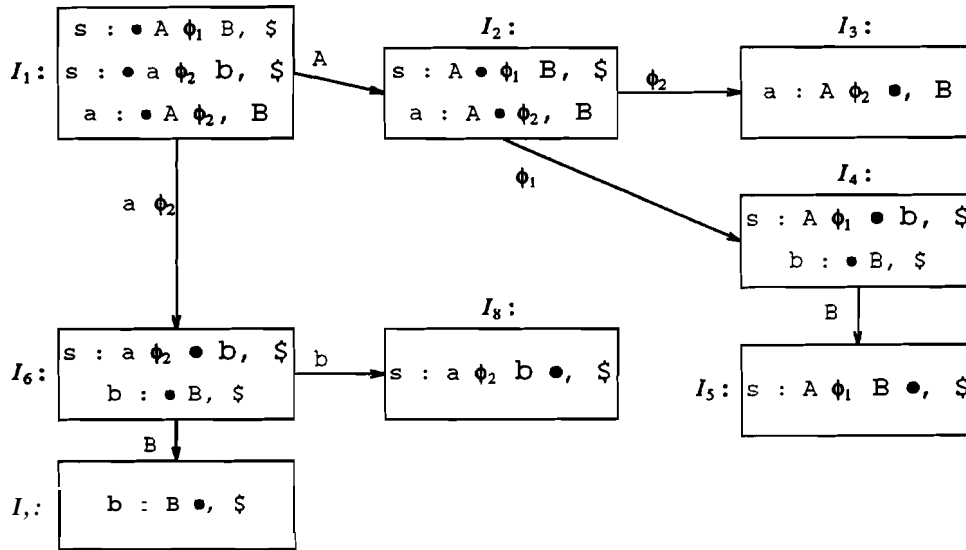 I₁:
s : ● A ϕ₁ B, $
s : ● a ϕ₂ b, $
a : ● A ϕ₂, B
A
I₂:
s : A ● ϕ₁ B, $
a : A ● ϕ₂, B
ϕ₂
I₃:
a : A ϕ₂ ●, B
ϕ₁
I₄:
s : A ϕ₁ ● b, $
b : ● B, $
a ϕ₂
B
I₆:
s : a ϕ₂ ● b, $
b : ● B, $
b
I₈:
s : a ϕ₂ b ●, $
I₅:
s : A ϕ₁ B ●, $
B
I,:
b : B ●, $